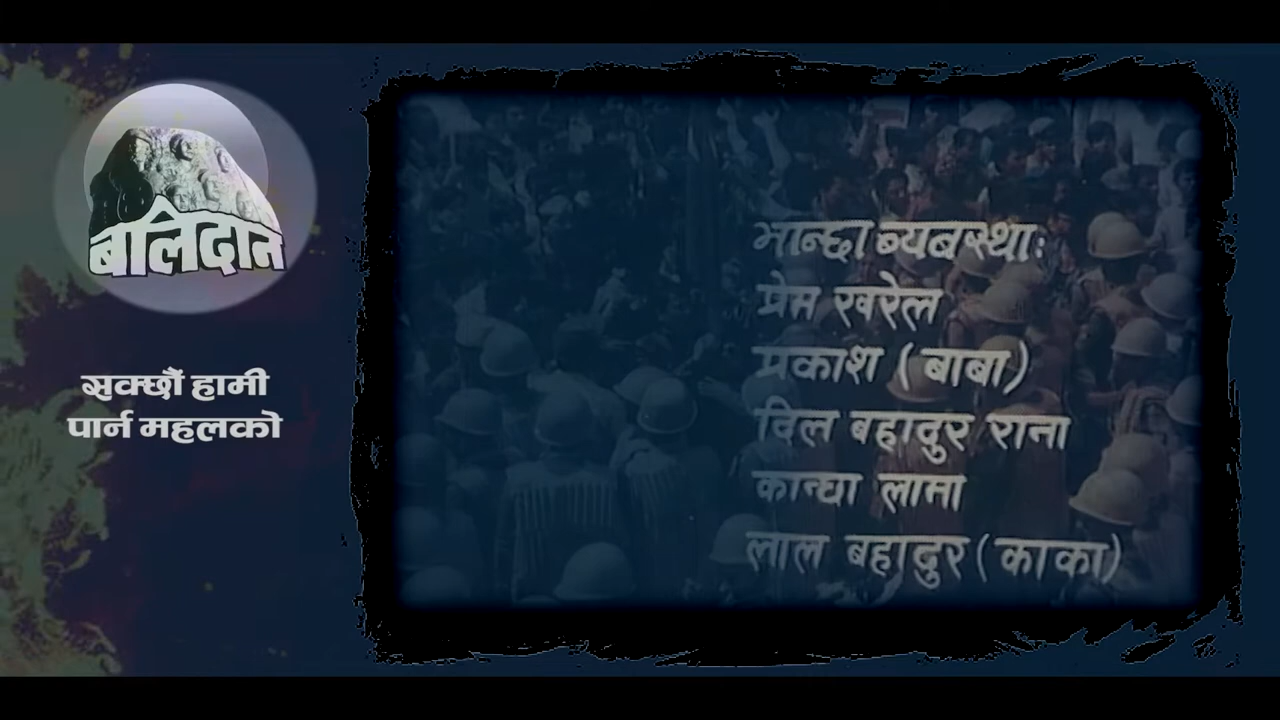 बलिदान
सक्छौं हामी
पार्न महलको
भान्छा ब्यबस्थाः
प्रेम खरेल
प्रकाश (बाबा)
दिल बहादुर राना
कान्छा लामा
लाल बहादुर (काका)